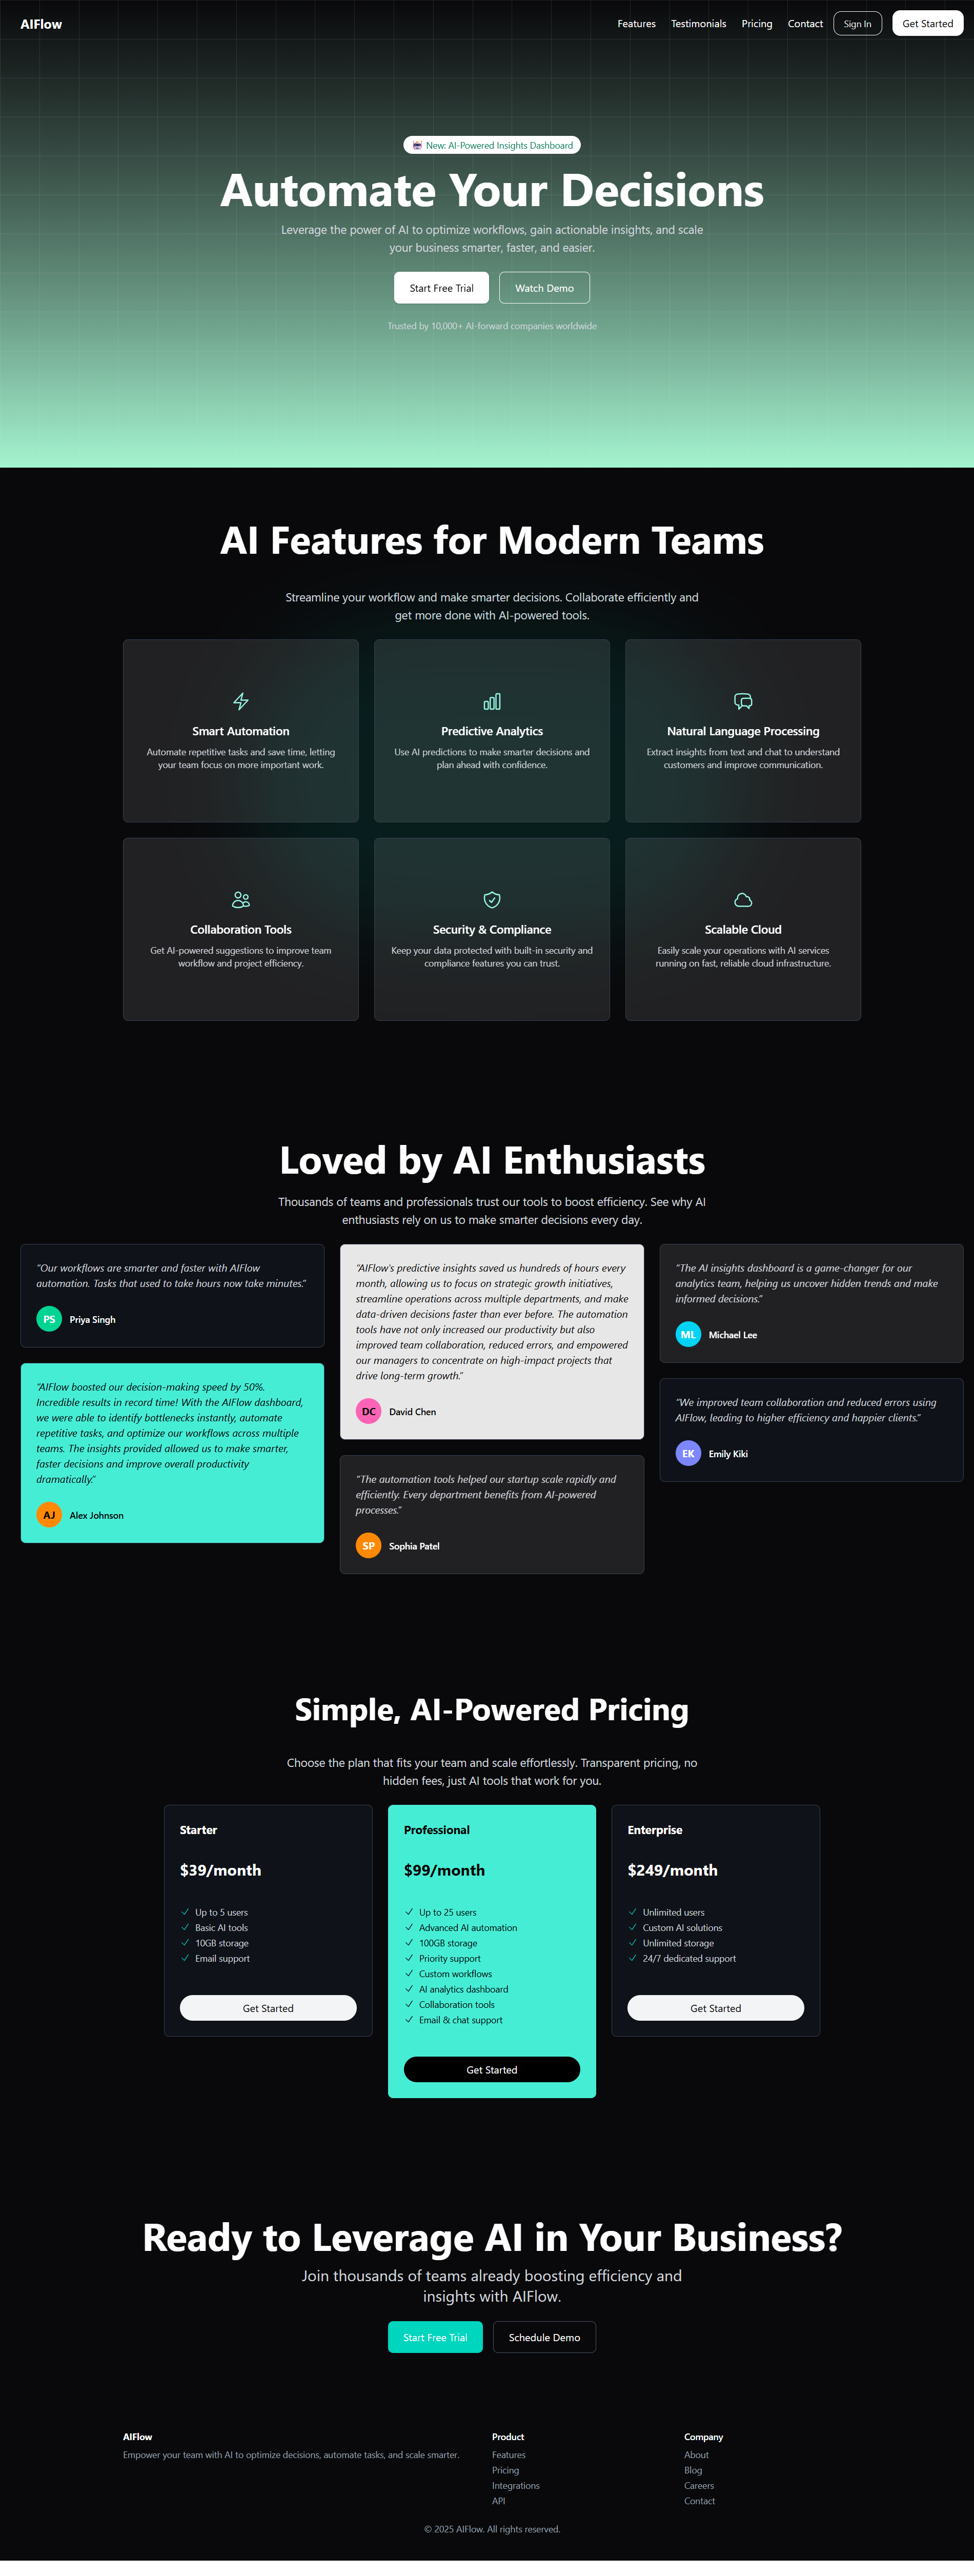 AIFlow
Features Testimonials Pricing Contact Sign In Get Started
New: AI-Powered Insights Dashboard
Automate Your Decisions
Leverage the power of AI to optimize workflows, gain actionable insights, and scale
your business smarter, faster, and easier.
Start Free Trial Watch Demo
Trusted by 10,000+ AI-forward companies worldwide
AI Features for Modern Teams
Streamline your workflow and make smarter decisions. Collaborate efficiently and
get more done with AI-powered tools.
Smart Automation
Automate repetitive tasks and save time, letting
your team focus on more important work.
Predictive Analytics
Use AI predictions to make smarter decisions and
plan ahead with confidence.
Natural Language Processing
Extract insights from text and chat to understand
customers and improve communication.
Collaboration Tools
Get AI-powered suggestions to improve team
workflow and project efficiency.
Security & Compliance
Keep your data protected with built-in security and
compliance features you can trust.
Scalable Cloud
Easily scale your operations with AI services
running on fast, reliable cloud infrastructure.
Loved by AI Enthusiasts
Thousands of teams and professionals trust our tools to boost efficiency. See why AI
enthusiasts rely on us to make smarter decisions every day.
“Our workflows are smarter and faster with AIFlow
automation. Tasks that used to take hours now take minutes.”
PS Priya Singh
“AIFlow boosted our decision-making speed by 50%.
Incredible results in record time! With the AIFlow dashboard,
we were able to identify bottlenecks instantly, automate
repetitive tasks, and optimize our workflows across multiple
teams. The insights provided allowed us to make smarter,
faster decisions and improve overall productivity
dramatically.”
AJ Alex Johnson
“AIFlow's predictive insights saved us hundreds of hours every
month, allowing us to focus on strategic growth initiatives,
streamline operations across multiple departments, and make
data-driven decisions faster than ever before. The automation
tools have not only increased our productivity but also
improved team collaboration, reduced errors, and empowered
our managers to concentrate on high-impact projects that
drive long-term growth.”
DC David Chen
“The automation tools helped our startup scale rapidly and
efficiently. Every department benefits from AI-powered
processes.”
SP Sophia Patel
“The AI insights dashboard is a game-changer for our
analytics team, helping us uncover hidden trends and make
informed decisions.”
ML Michael Lee
“We improved team collaboration and reduced errors using
AIFlow, leading to higher efficiency and happier clients.”
EK Emily Kiki
Simple, AI-Powered Pricing
Choose the plan that fits your team and scale effortlessly. Transparent pricing, no
hidden fees, just AI tools that work for you.
Starter
$39/month
Up to 5 users
Basic AI tools
10GB storage
Email support
Get Started
Professional
$99/month
Up to 25 users
Advanced AI automation
100GB storage
Priority support
Custom workflows
AI analytics dashboard
Collaboration tools
Email & chat support
Get Started
Enterprise
$249/month
Unlimited users
Custom AI solutions
Unlimited storage
24/7 dedicated support
Get Started
Ready to Leverage AI in Your Business?
Join thousands of teams already boosting efficiency and
insights with AIFlow.
Start Free Trial Schedule Demo
AIFlow
Empower your team with AI to optimize decisions, automate tasks, and scale smarter.
Product
Features
Pricing
Integrations
API
Company
About
Blog
Careers
Contact
© 2025 AIFlow. All rights reserved.